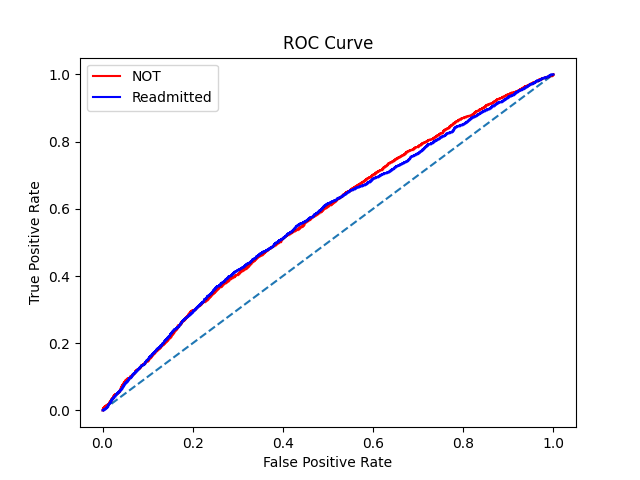 ROC Curve
NOT
Readmitted
True Positive Rate
1.0
0.8
0.6
0.4
0.2
0.0
0.0 0.2 0.4 0.6 0.8 1.0
False Positive Rate